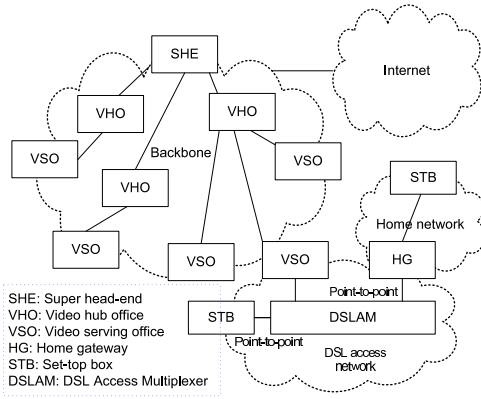 SHE
Internet
VHO
VHO
VSO
Backbone
VSO
VHO
STB
Home network
VSO
VSO
VSO
HG
SHE: Super head-end
VHO: Video hub office
VSO: Video serving office
HG: Home gateway
STB: Set-top box
DSLAM: DSL Access Multiplexer
Point-to-point
STB
DSLAM
Point-to-point
DSL access
network